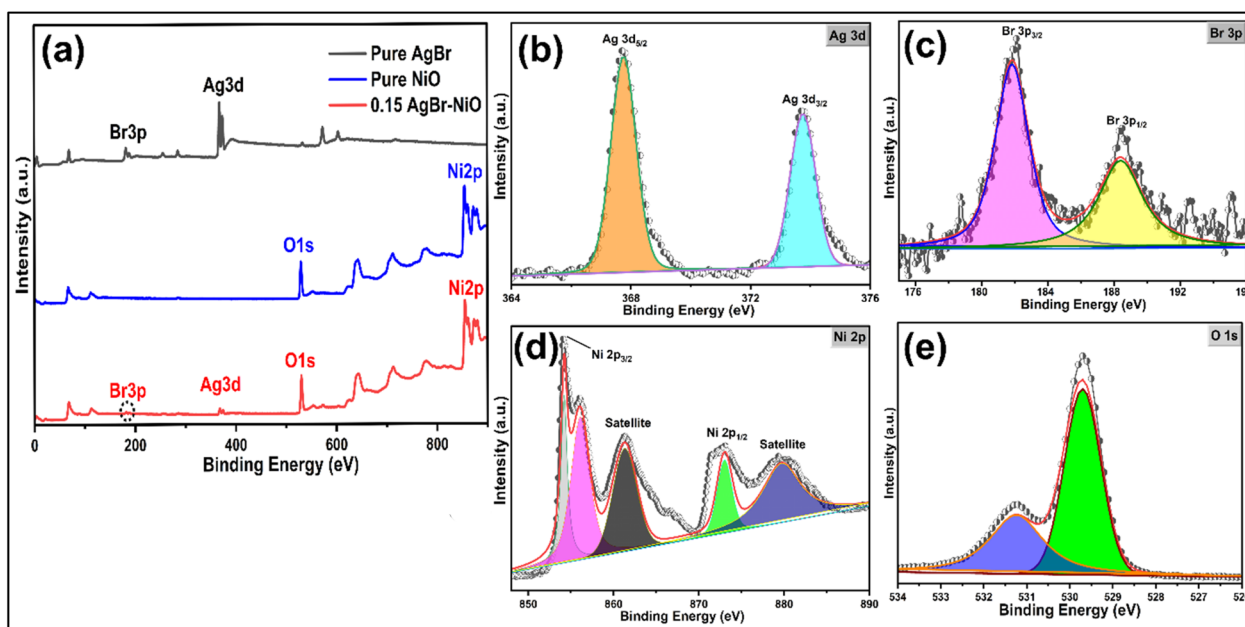 (a)
Pure AgBr
Pure NiO
0.15 AgBr-NiO
Ag3d
Br3p
Ni2p
O1s
Ni2p
O1s
Br3p
Ag3d
Intensity (a.u.)
0 200 400 600 800
Binding Energy (eV)
(b)
Ag 3d
Ag 3d5/2
Ag 3d3/2
Intensity (a.u.)
364 368 372 376
Binding Energy (eV)
(c)
Br 3p
Br 3p3/2
Br 3p1/2
Intensity (a.u.)
176 180 184 188 192
Binding Energy (eV)
(d)
Ni 2p
Ni 2p3/2
Satellite
Ni 2p1/2
Satellite
Intensity (a.u.)
850 855 860 865 870 875 880 885 890
Binding Energy (eV)
(e)
O 1s
Intensity (a.u.)
534 533 532 531 530 529 528 527
Binding Energy (eV)